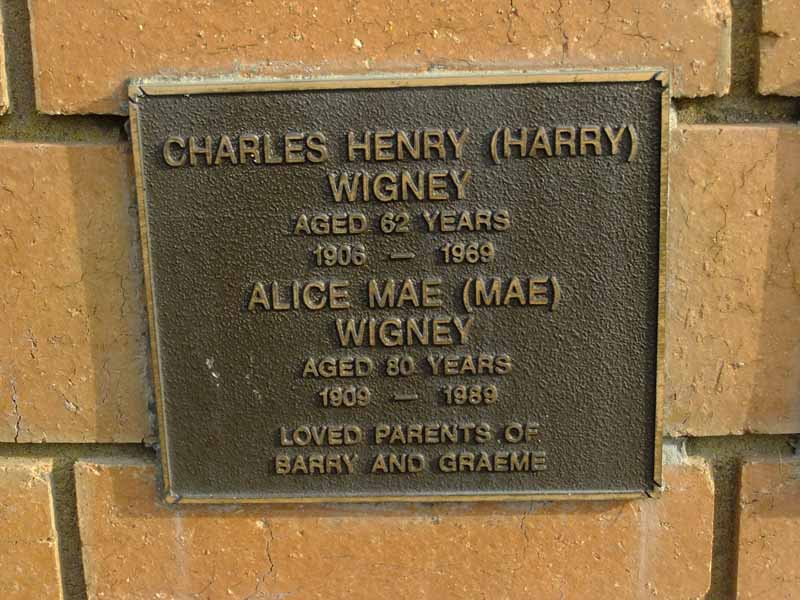 CHARLES HENRY (HARRY)
WIGNEY
AGED 62 YEARS
1906 — 1969
ALICE MAE (MAE)
WIGNEY
AGED 80 YEARS
1909 — 1989
LOVED PARENTS OF
BARRY AND GRAEME